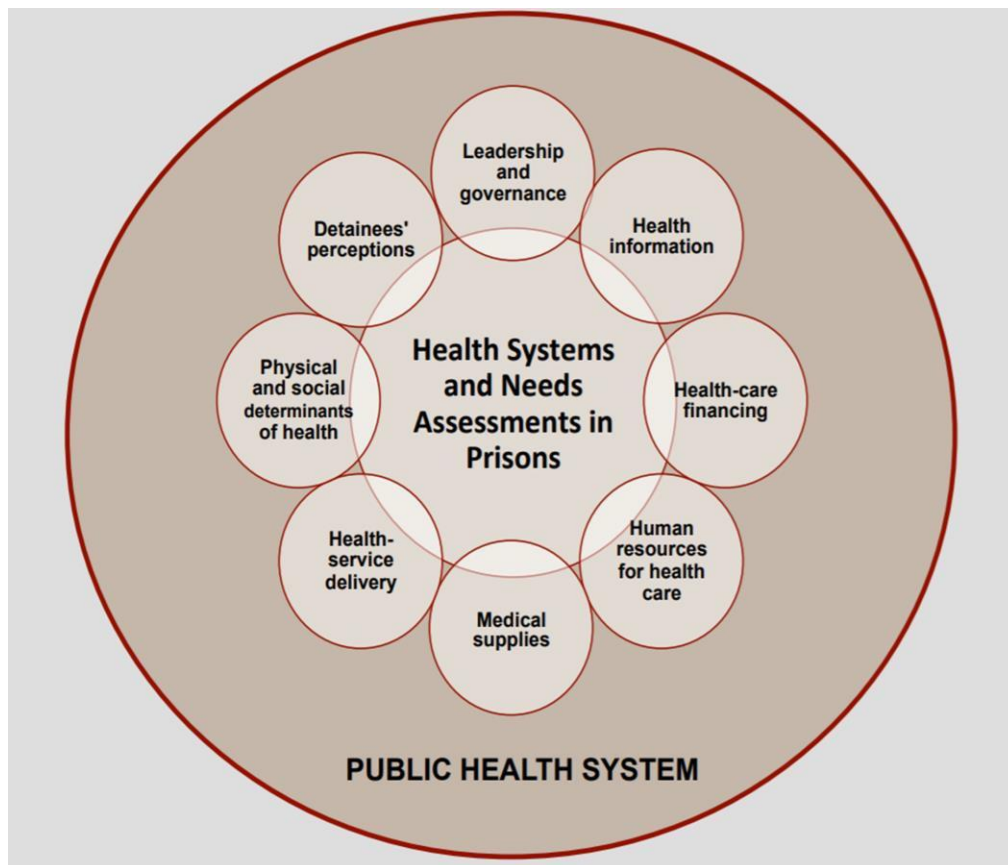 Leadership
and
governance
Detainees'
perceptions
Health
information
Health Systems
and Needs
Assessments in
Prisons
Physical
and social
determinants
of health
Health-care
financing
Health-
service
delivery
Human
resources
for health
care
Medical
supplies
PUBLIC HEALTH SYSTEM